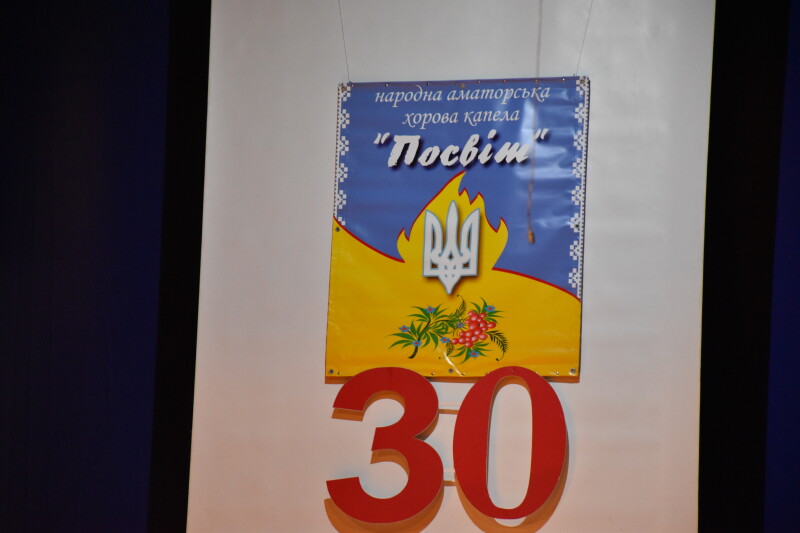 народна аматорська
хорова капела
"Посвіт"
30